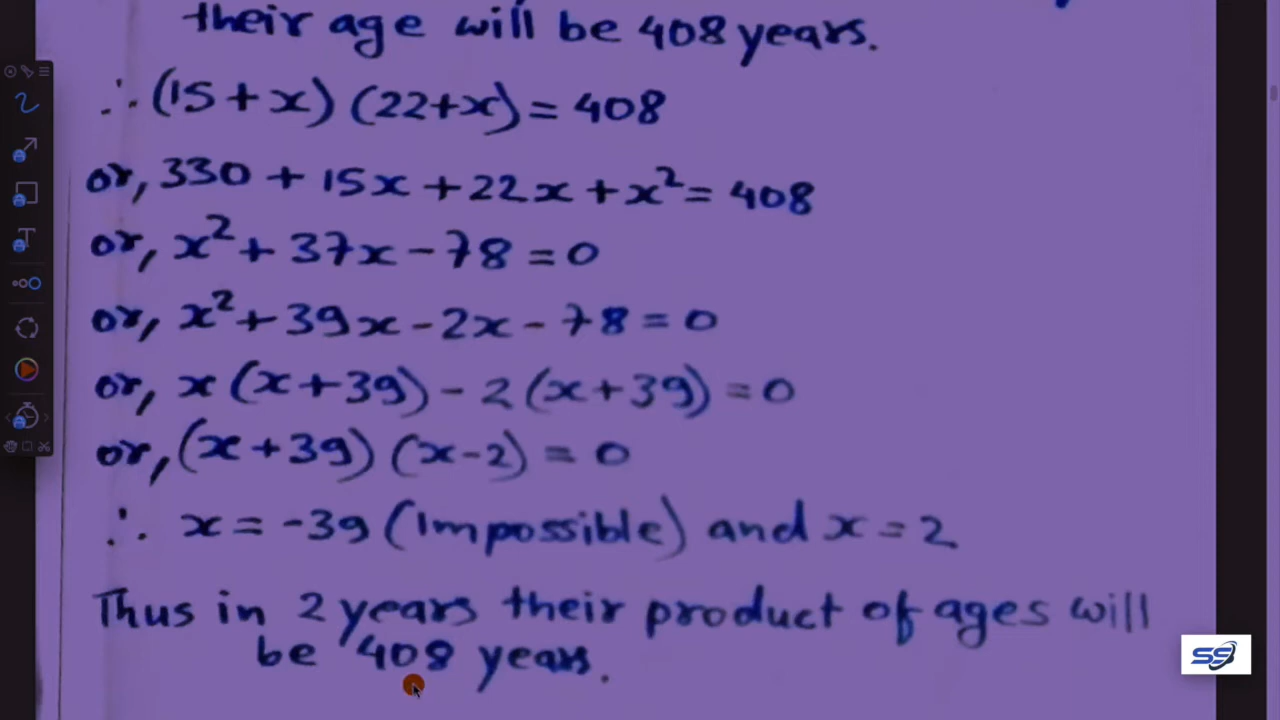 their age will be 408 years.
∴ (15+x) (22+x) = 408
or, 330 + 15x + 22x + x² = 408
or, x² + 37x - 78 = 0
or, x² + 39x - 2x - 78 = 0
or, x (x+39) - 2 (x+39) = 0
or, (x+39) (x-2) = 0
∴ x = -39 (Impossible) and x = 2
Thus in 2 years their product of ages will
be 408 years.
SS